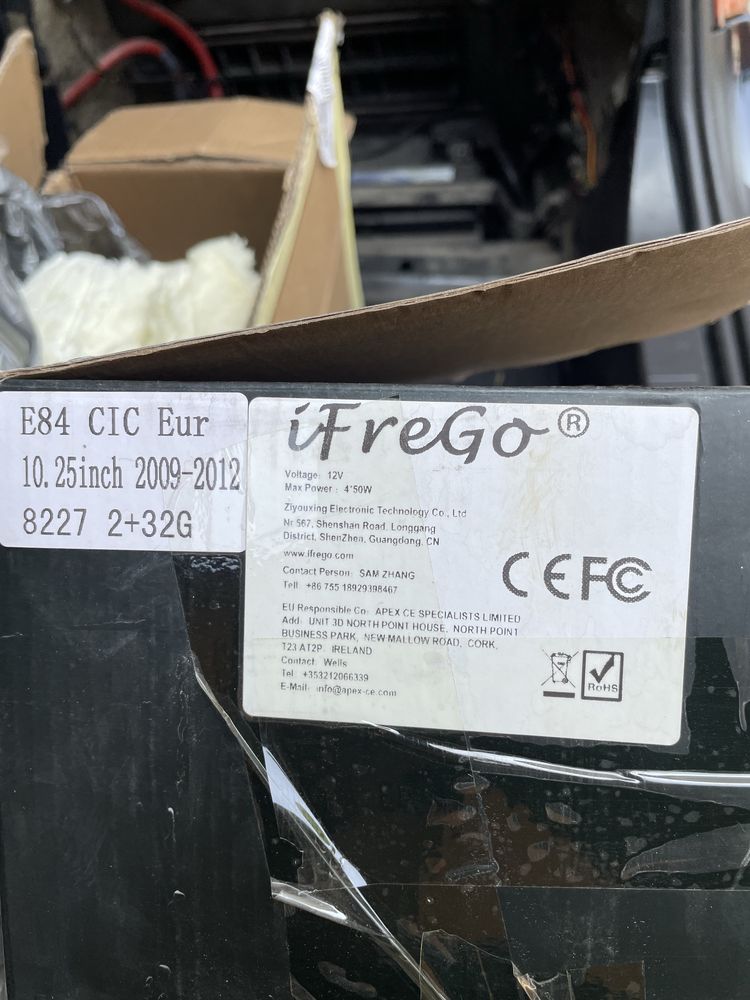 E84 CIC Eur
10.25inch 2009-2012
8227 2+32G
iFreGo®
Voltage: 12V
Max Power : 4*50W
Ziyouxing Electronic Technology Co., Ltd
Nr.567, Shenshan Road, Longgang
District, ShenZhen, Guangdong, CN
www.ifrego.com
Contact Person: SAM ZHANG
Tell: +86 755 18929398467
EU Responsible Co: APEX CE SPECIALISTS LIMITED
Add: UNIT 3D NORTH POINT HOUSE, NORTH POINT
BUSINESS PARK, NEW MALLOW ROAD, CORK,
T23 AT2P, IRELAND
Contact: Wells
Tel: +353212066339
E-Mail: info@apex-ce.com
CE FCC
RoHS